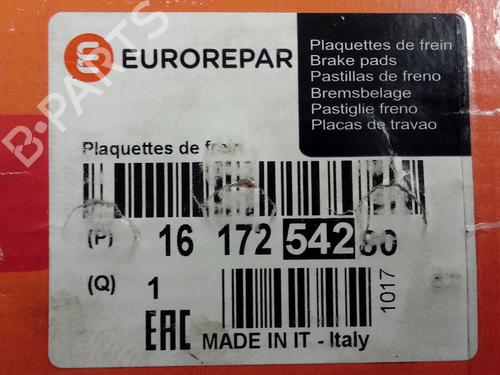 EUROREPAR
Plaquettes de frein
Brake pads
Pastillas de freno
Bremsbelage
Pastiglie freno
Placas de travao
Plaquettes de frein
(P) 16 172 542 80
(Q) 1
1017
EAC MADE IN IT - Italy
B-PARTS